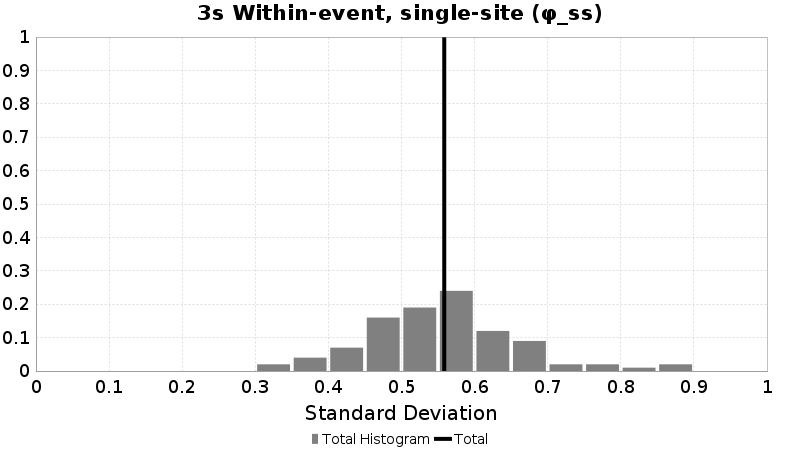 3s Within-event, single-site (φ_ss)
1
0.9
0.8
0.7
0.6
0.5
0.4
0.3
0.2
0.1
0
0 0.1 0.2 0.3 0.4 0.5 0.6 0.7 0.8 0.9 1
Standard Deviation
Total Histogram Total